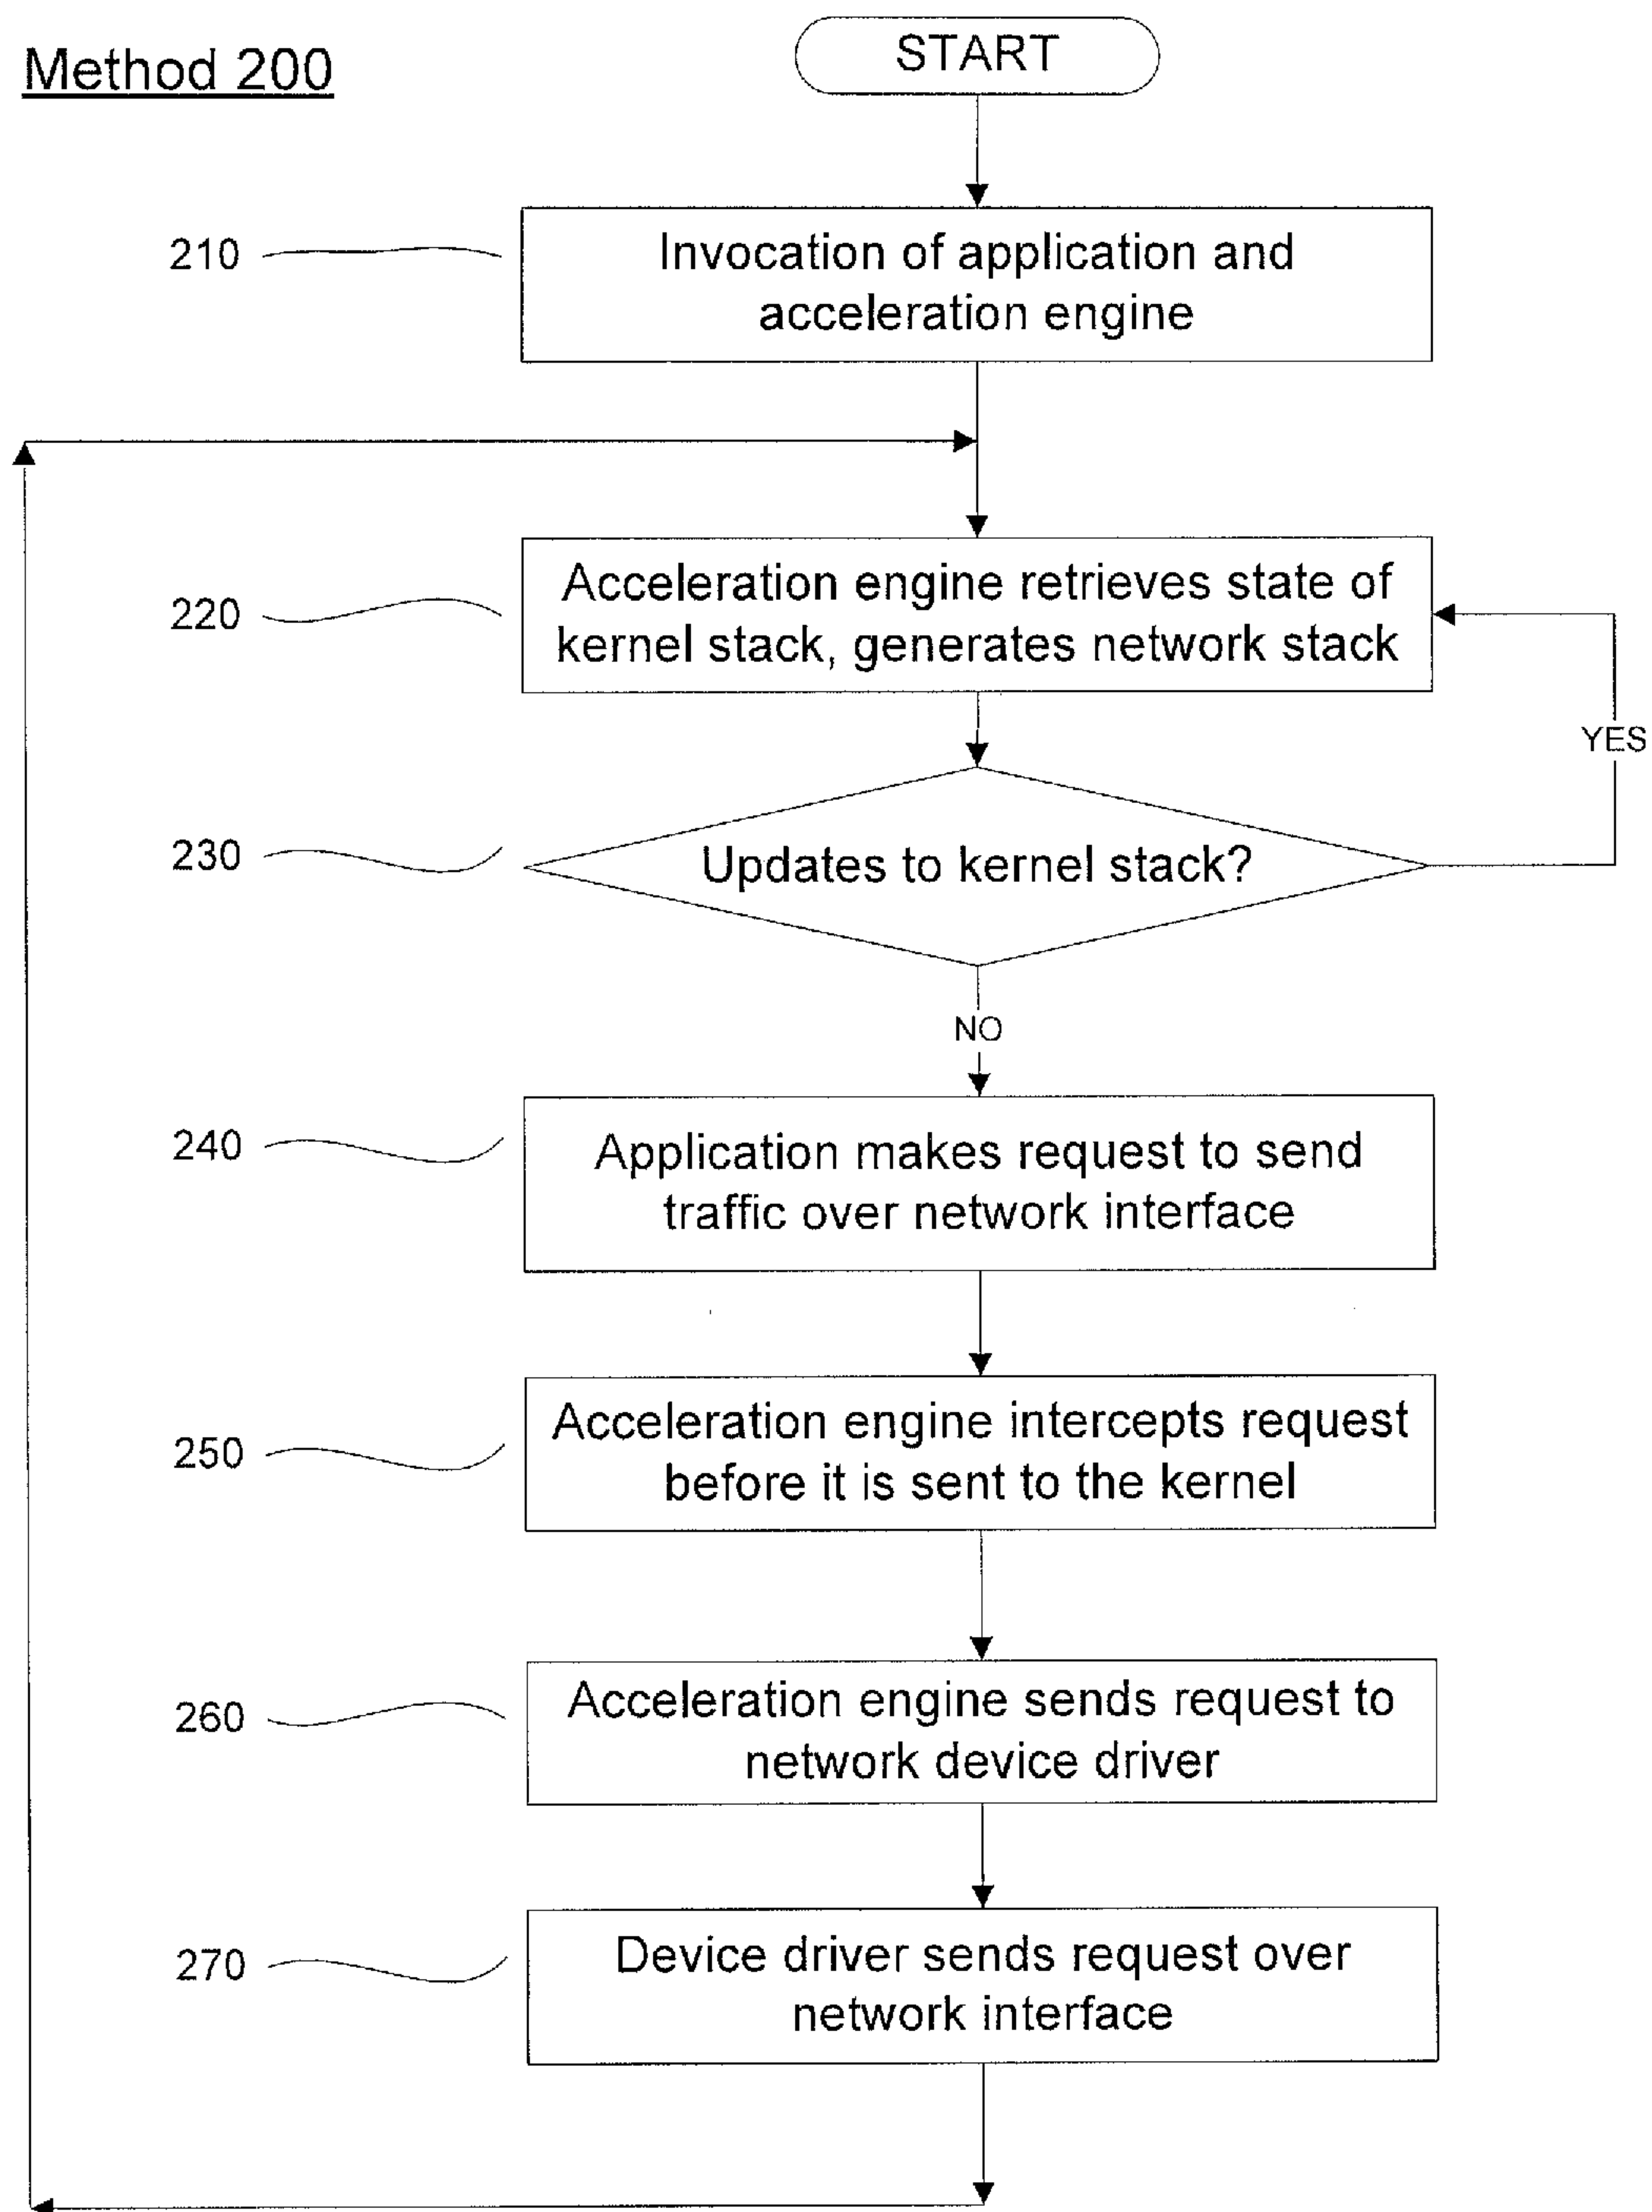 Method 200
START
210
Invocation of application and
acceleration engine
220
Acceleration engine retrieves state of
kernel stack, generates network stack
YES
230
Updates to kernel stack?
NO
240
Application makes request to send
traffic over network interface
250
Acceleration engine intercepts request
before it is sent to the kernel
260
Acceleration engine sends request to
network device driver
270
Device driver sends request over
network interface